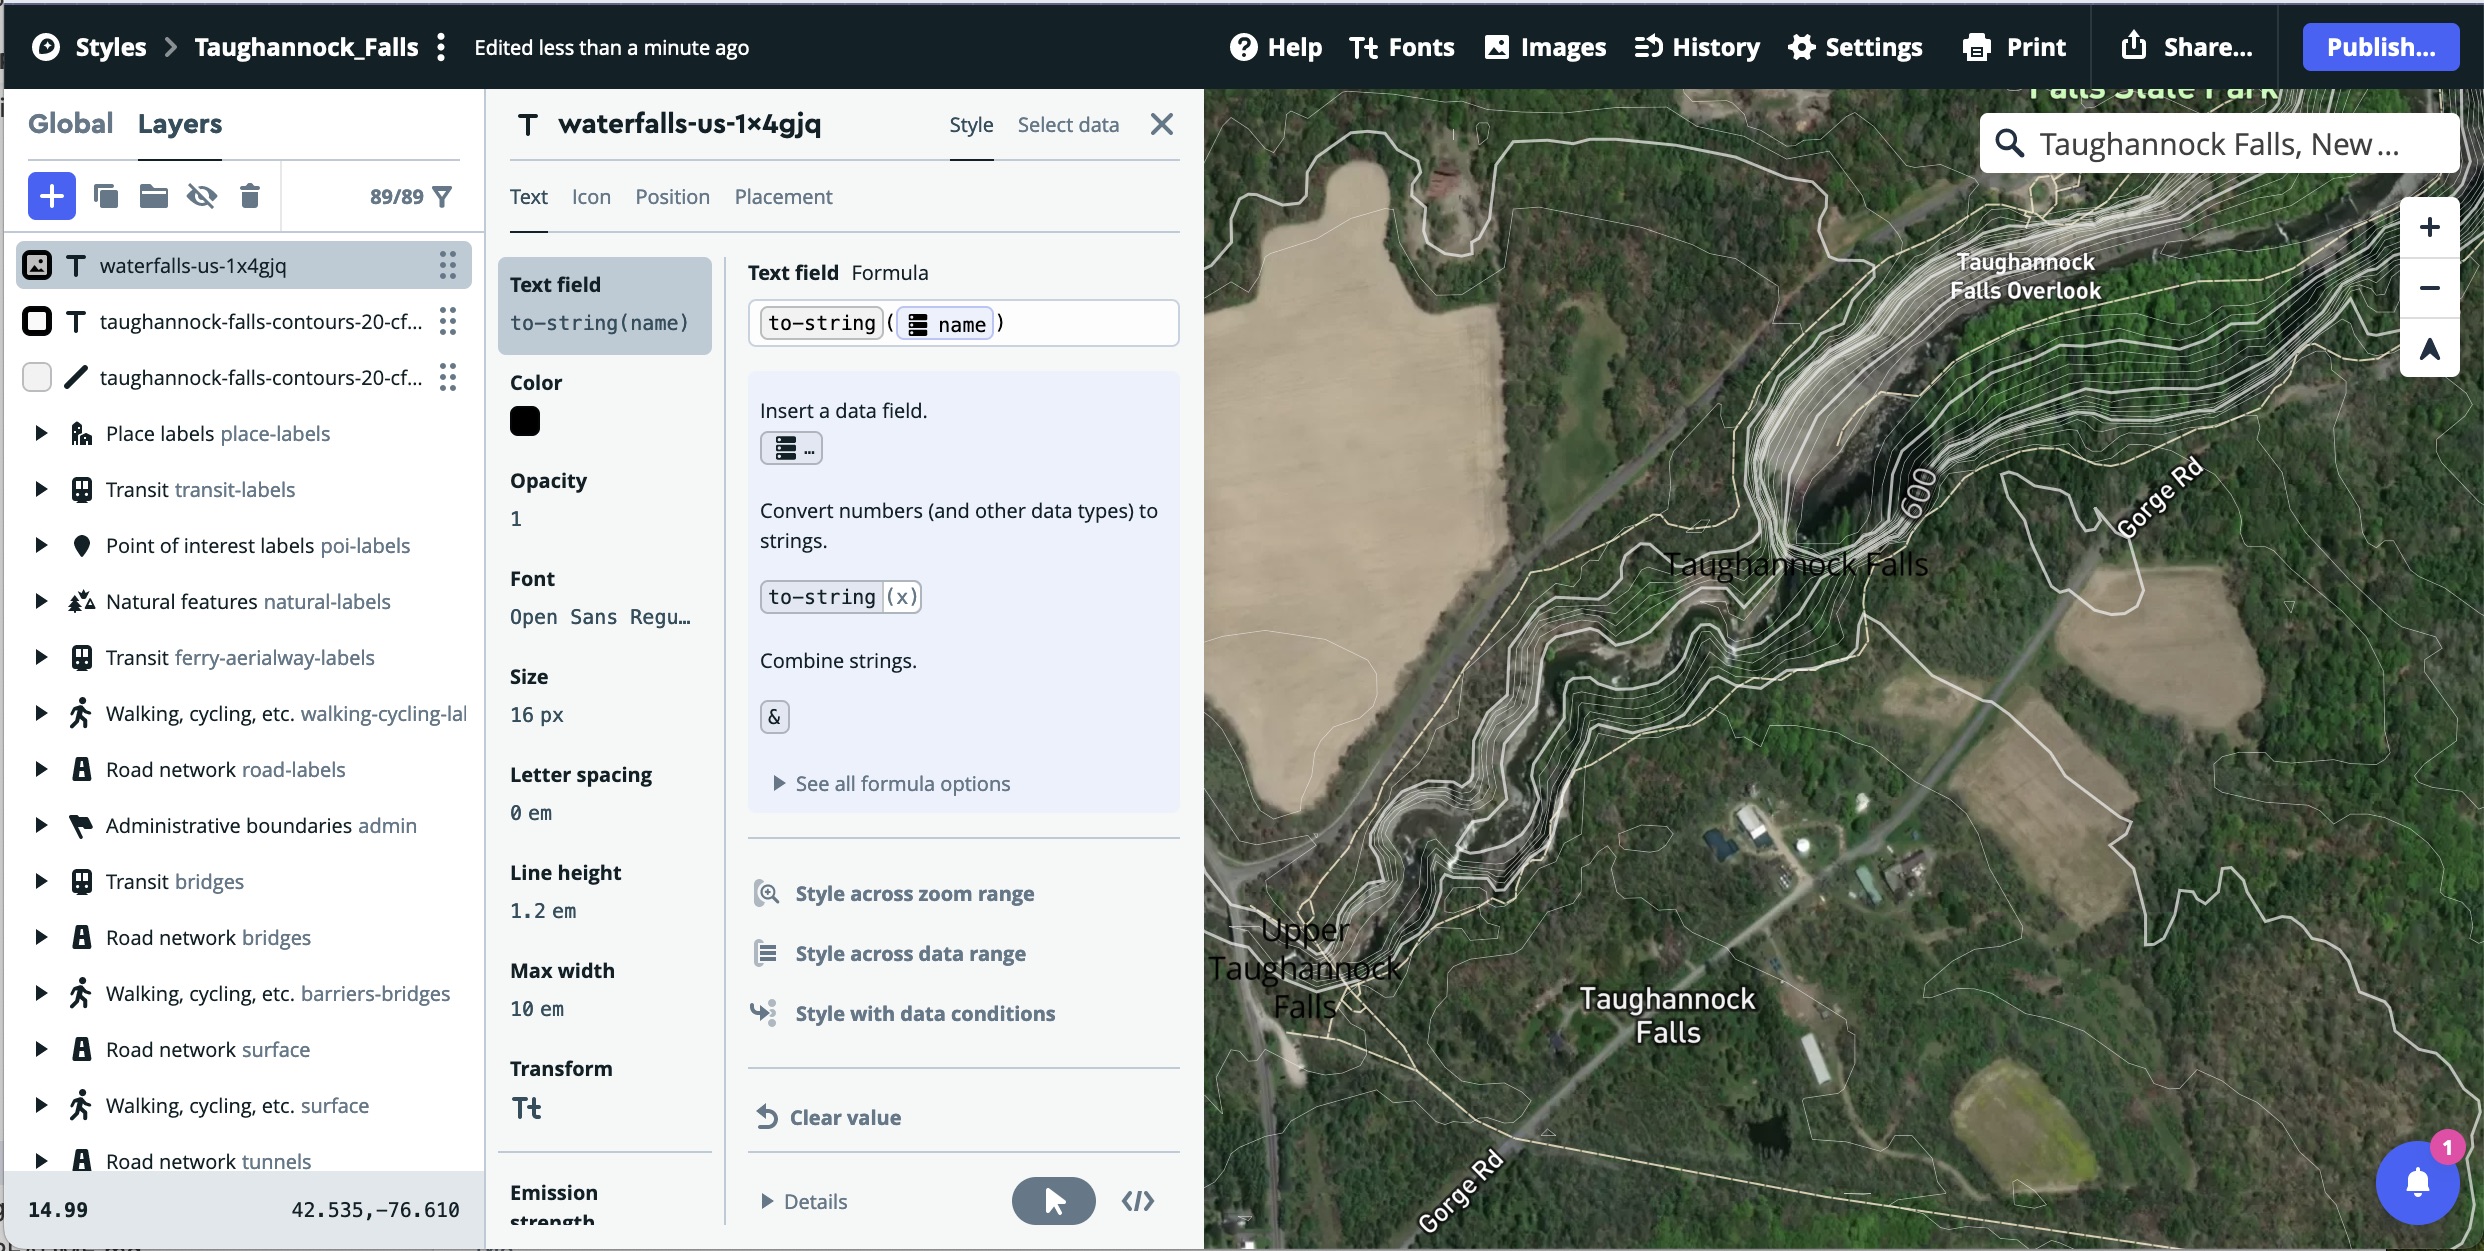 Styles Taughannock_Falls Edited less than a minute ago Help Fonts Images History Settings Print Share... Publish...
Global Layers
89/89
waterfalls-us-1x4gjq
taughannock-falls-contours-20-cf...
taughannock-falls-contours-20-cf...
Place labels place-labels
Transit transit-labels
Point of interest labels poi-labels
Natural features natural-labels
Transit ferry-aerialway-labels
Walking, cycling, etc. walking-cycling-lal
Road network road-labels
Administrative boundaries admin
Transit bridges
Road network bridges
Walking, cycling, etc. barriers-bridges
Road network surface
Walking, cycling, etc. surface
Road network tunnels
14.99 42.535,-76.610
T waterfalls-us-1x4gjq Style Select data
Text Icon Position Placement
Text field
to-string(name)
Color
Opacity
1
Font
Open Sans Regu…
Size
16 px
Letter spacing
0 em
Line height
1.2 em
Max width
10 em
Transform
Tt
Emission
strength
Text field Formula
to-string ( name )
Insert a data field.
…
Convert numbers (and other data types) to
strings.
to-string (x)
Combine strings.
&
See all formula options
Style across zoom range
Style across data range
Style with data conditions
Clear value
Details </>
Falls State Park
Taughannock Falls, New ...
Taughannock
Falls Overlook
600
Gorge Rd
Taughannock Falls
Upper
Taughannock
Falls
Taughannock
Falls
Gorge Rd
1